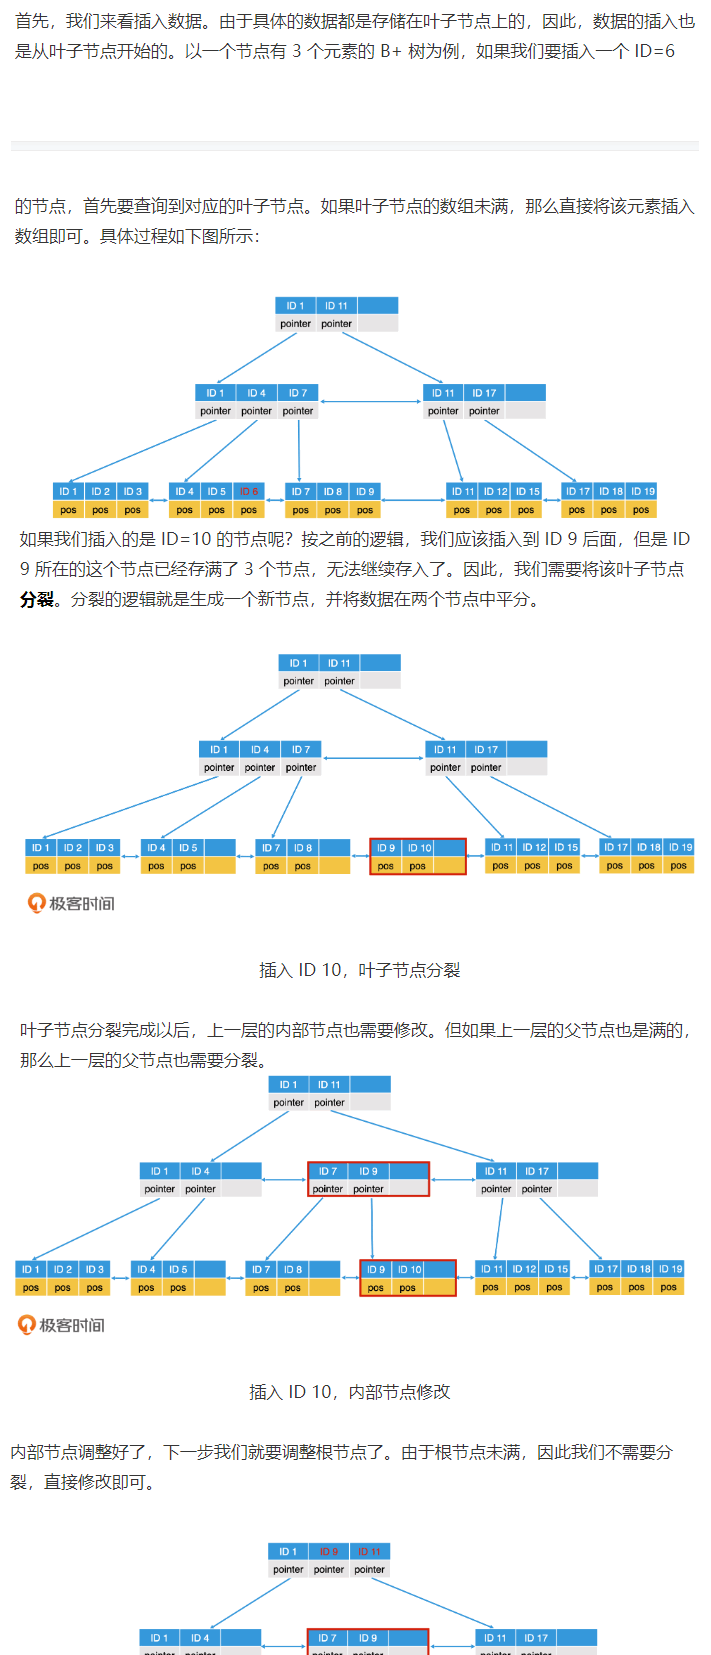 首先，我们来看插入数据。由于具体的数据都是存储在叶子节点上的，因此，数据的插入也
是从叶子节点开始的。以一个节点有 3 个元素的 B+ 树为例，如果我们要插入一个 ID=6
的节点，首先要查询到对应的叶子节点。如果叶子节点的数组未满，那么直接将该元素插入
数组即可。具体过程如下图所示：
ID 1 ID 11
pointer pointer
ID 1 ID 4 ID 7 ID 11 ID 17
pointer pointer pointer pointer pointer
ID 1 ID 2 ID 3 ID 4 ID 5 ID 6 ID 7 ID 8 ID 9 ID 11 ID 12 ID 15 ID 17 ID 18 ID 19
pos pos pos pos pos pos pos pos pos pos pos pos pos pos pos
如果我们插入的是 ID=10 的节点呢？按之前的逻辑，我们应该插入到 ID 9 后面，但是 ID
9 所在的这个节点已经存满了 3 个节点，无法继续存入了。因此，我们需要将该叶子节点
分裂。分裂的逻辑就是生成一个新节点，并将数据在两个节点中平分。
ID 1 ID 11
pointer pointer
ID 1 ID 4 ID 7 ID 11 ID 17
pointer pointer pointer pointer pointer
ID 1 ID 2 ID 3 ID 4 ID 5 ID 7 ID 8 ID 9 ID 10 ID 11 ID 12 ID 15 ID 17 ID 18 ID 19
pos pos pos pos pos pos pos pos pos pos pos pos pos pos pos
极客时间
插入 ID 10，叶子节点分裂
叶子节点分裂完成以后，上一层的内部节点也需要修改。但如果上一层的父节点也是满的，
那么上一层的父节点也需要分裂。
ID 1 ID 11
pointer pointer
ID 1 ID 4 ID 7 ID 9 ID 11 ID 17
pointer pointer pointer pointer pointer pointer
ID 1 ID 2 ID 3 ID 4 ID 5 ID 7 ID 8 ID 9 ID 10 ID 11 ID 12 ID 15 ID 17 ID 18 ID 19
pos pos pos pos pos pos pos pos pos pos pos pos pos pos pos
极客时间
插入 ID 10，内部节点修改
内部节点调整好了，下一步我们就要调整根节点了。由于根节点未满，因此我们不需要分
裂，直接修改即可。
ID 1 ID 9 ID 11
pointer pointer pointer
ID 1 ID 4 ID 7 ID 9 ID 11 ID 17
pointer pointer pointer pointer pointer pointer